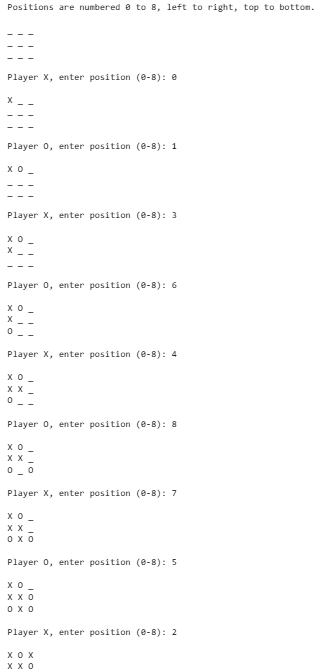 Positions are numbered 0 to 8, left to right, top to bottom.
_ _ _
_ _ _
_ _ _
Player X, enter position (0-8): 0
X _ _
_ _ _
_ _ _
Player O, enter position (0-8): 1
X O _
_ _ _
_ _ _
Player X, enter position (0-8): 3
X O _
X _ _
_ _ _
Player O, enter position (0-8): 6
X O _
X _ _
O _ _
Player X, enter position (0-8): 4
X O _
X X _
O _ _
Player O, enter position (0-8): 8
X O _
X X _
O _ O
Player X, enter position (0-8): 7
X O _
X X _
O X O
Player O, enter position (0-8): 5
X O _
X X O
O X O
Player X, enter position (0-8): 2
X O X
X X O